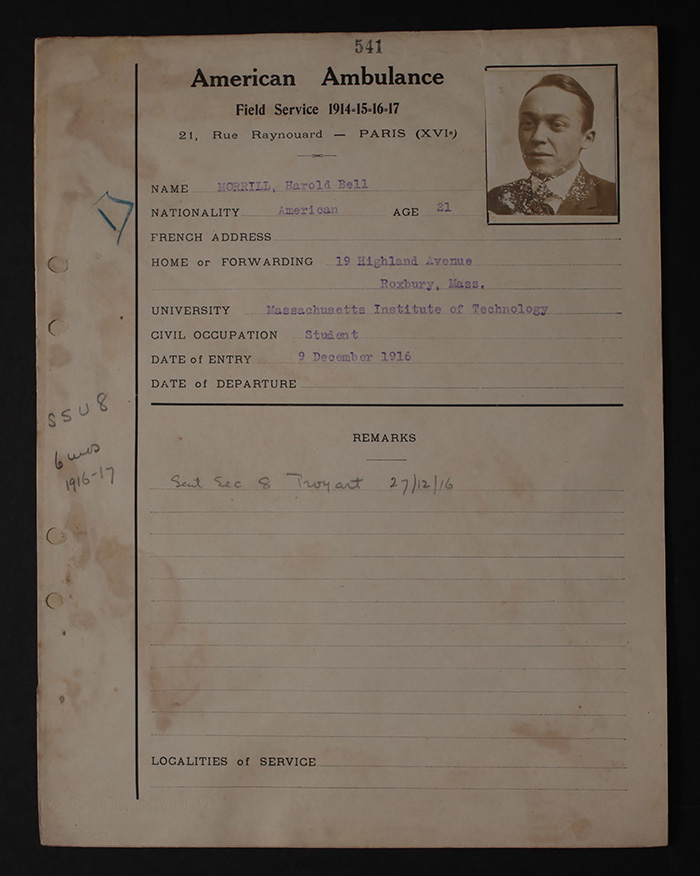 541
American Ambulance
Field Service 1914-15-16-17
21, Rue Raynouard — PARIS (XVIe)
NAME MORRILL, Harold Bell
NATIONALITY American AGE 21
FRENCH ADDRESS
HOME or FORWARDING 19 Highland Avenue
Roxbury, Mass.
UNIVERSITY Massachusetts Institute of Technology
CIVIL OCCUPATION Student
DATE of ENTRY 9 December 1916
DATE of DEPARTURE
SSU 8
6 mos
1916-17
REMARKS
Sent Sec 8 27/12/16
LOCALITIES of SERVICE